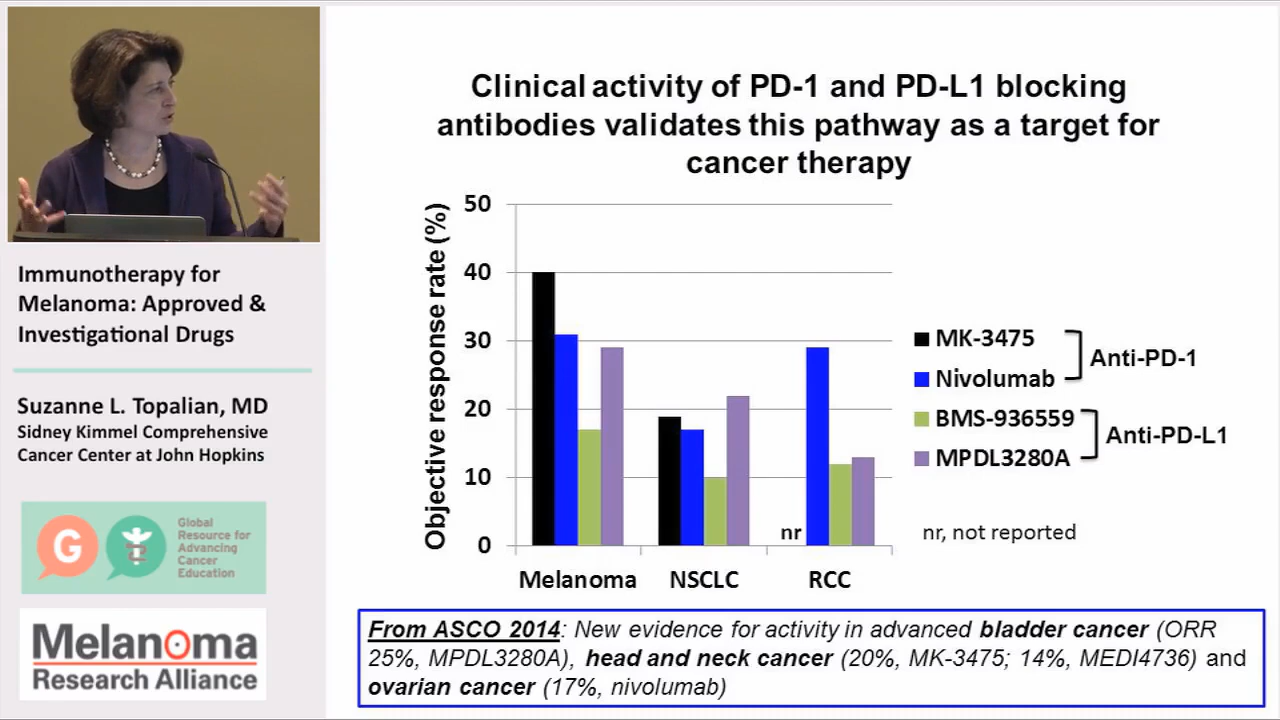 Clinical activity of PD-1 and PD-L1 blocking
antibodies validates this pathway as a target for
cancer therapy
Objective response rate (%)
50
40
30
20
10
0
nr
Melanoma
NSCLC
RCC
MK-3475
Nivolumab
Anti-PD-1
BMS-936559
MPDL3280A
Anti-PD-L1
nr, not reported
From ASCO 2014: New evidence for activity in advanced bladder cancer (ORR
25%, MPDL3280A), head and neck cancer (20%, MK-3475; 14%, MEDI4736) and
ovarian cancer (17%, nivolumab)
Immunotherapy for
Melanoma: Approved &
Investigational Drugs
Suzanne L. Topalian, MD
Sidney Kimmel Comprehensive
Cancer Center at John Hopkins
G
Global
Resource for
Advancing
Cancer
Education
Melanoma
Research Alliance